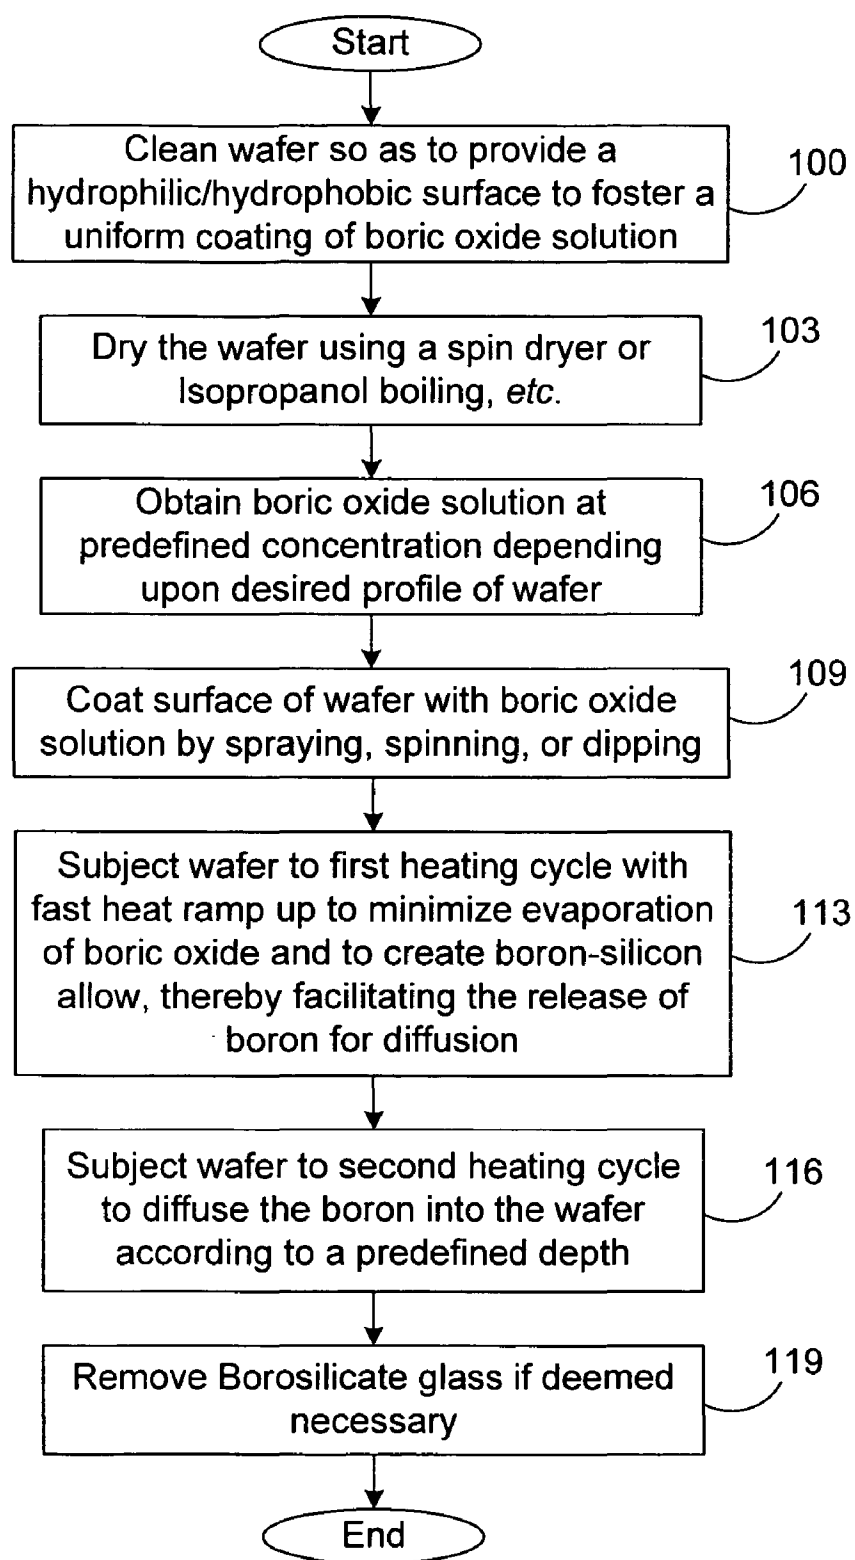 Start
Clean wafer so as to provide a
hydrophilic/hydrophobic surface to foster a
uniform coating of boric oxide solution
100
Dry the wafer using a spin dryer or
Isopropanol boiling, etc.
103
Obtain boric oxide solution at
predefined concentration depending
upon desired profile of wafer
106
Coat surface of wafer with boric oxide
solution by spraying, spinning, or dipping
109
Subject wafer to first heating cycle with
fast heat ramp up to minimize evaporation
of boric oxide and to create boron-silicon
allow, thereby facilitating the release of
boron for diffusion
113
Subject wafer to second heating cycle
to diffuse the boron into the wafer
according to a predefined depth
116
Remove Borosilicate glass if deemed
necessary
119
End